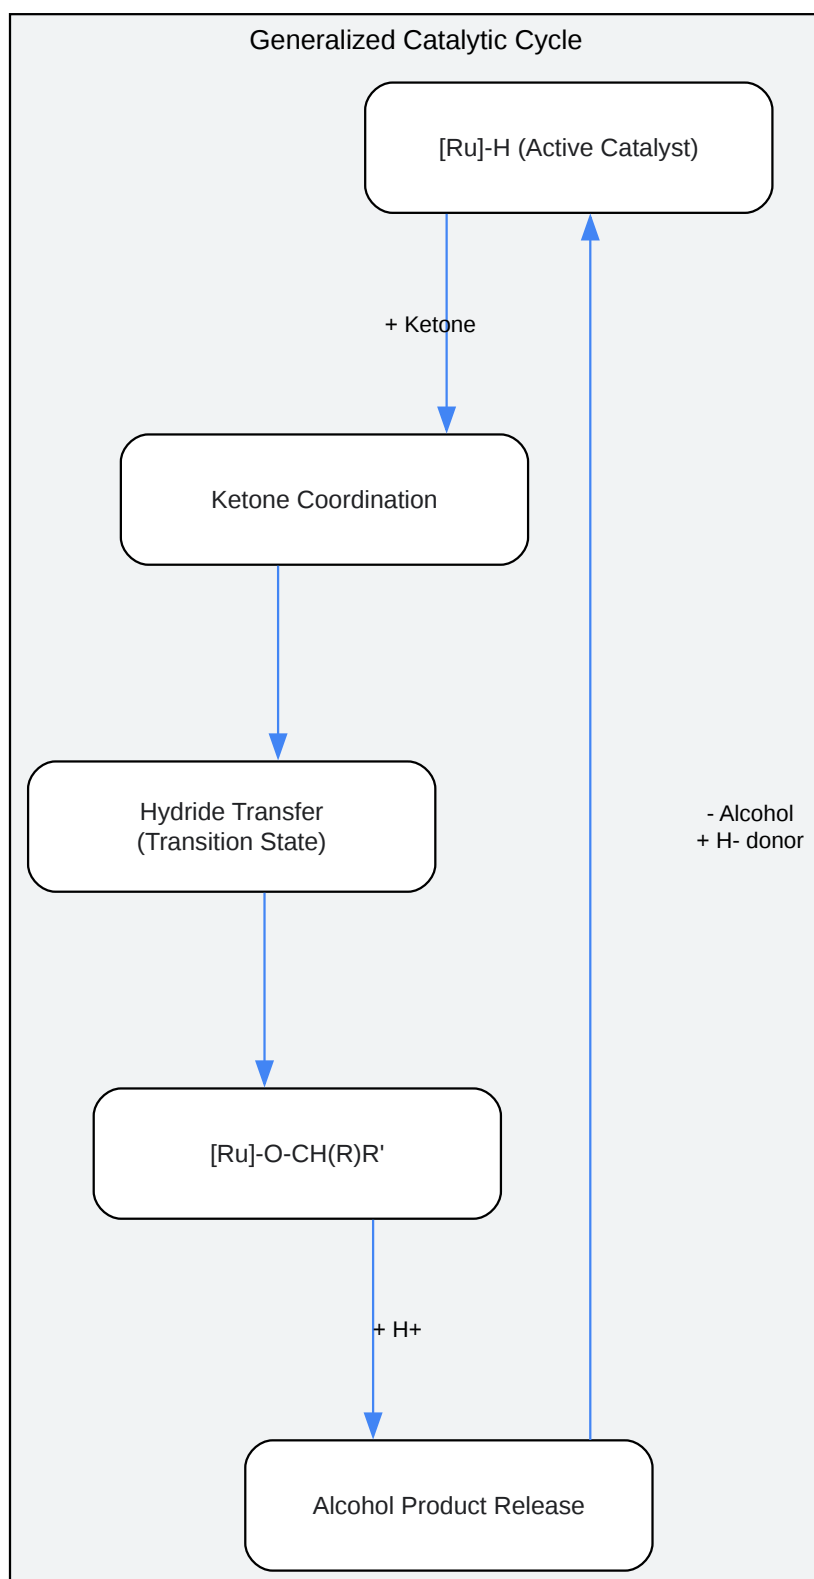 Generalized Catalytic Cycle
[Ru]-H (Active Catalyst)
+ Ketone
Ketone Coordination
Hydride Transfer
(Transition State)
- Alcohol
+ H- donor
[Ru]-O-CH(R)R'
+ H+
Alcohol Product Release